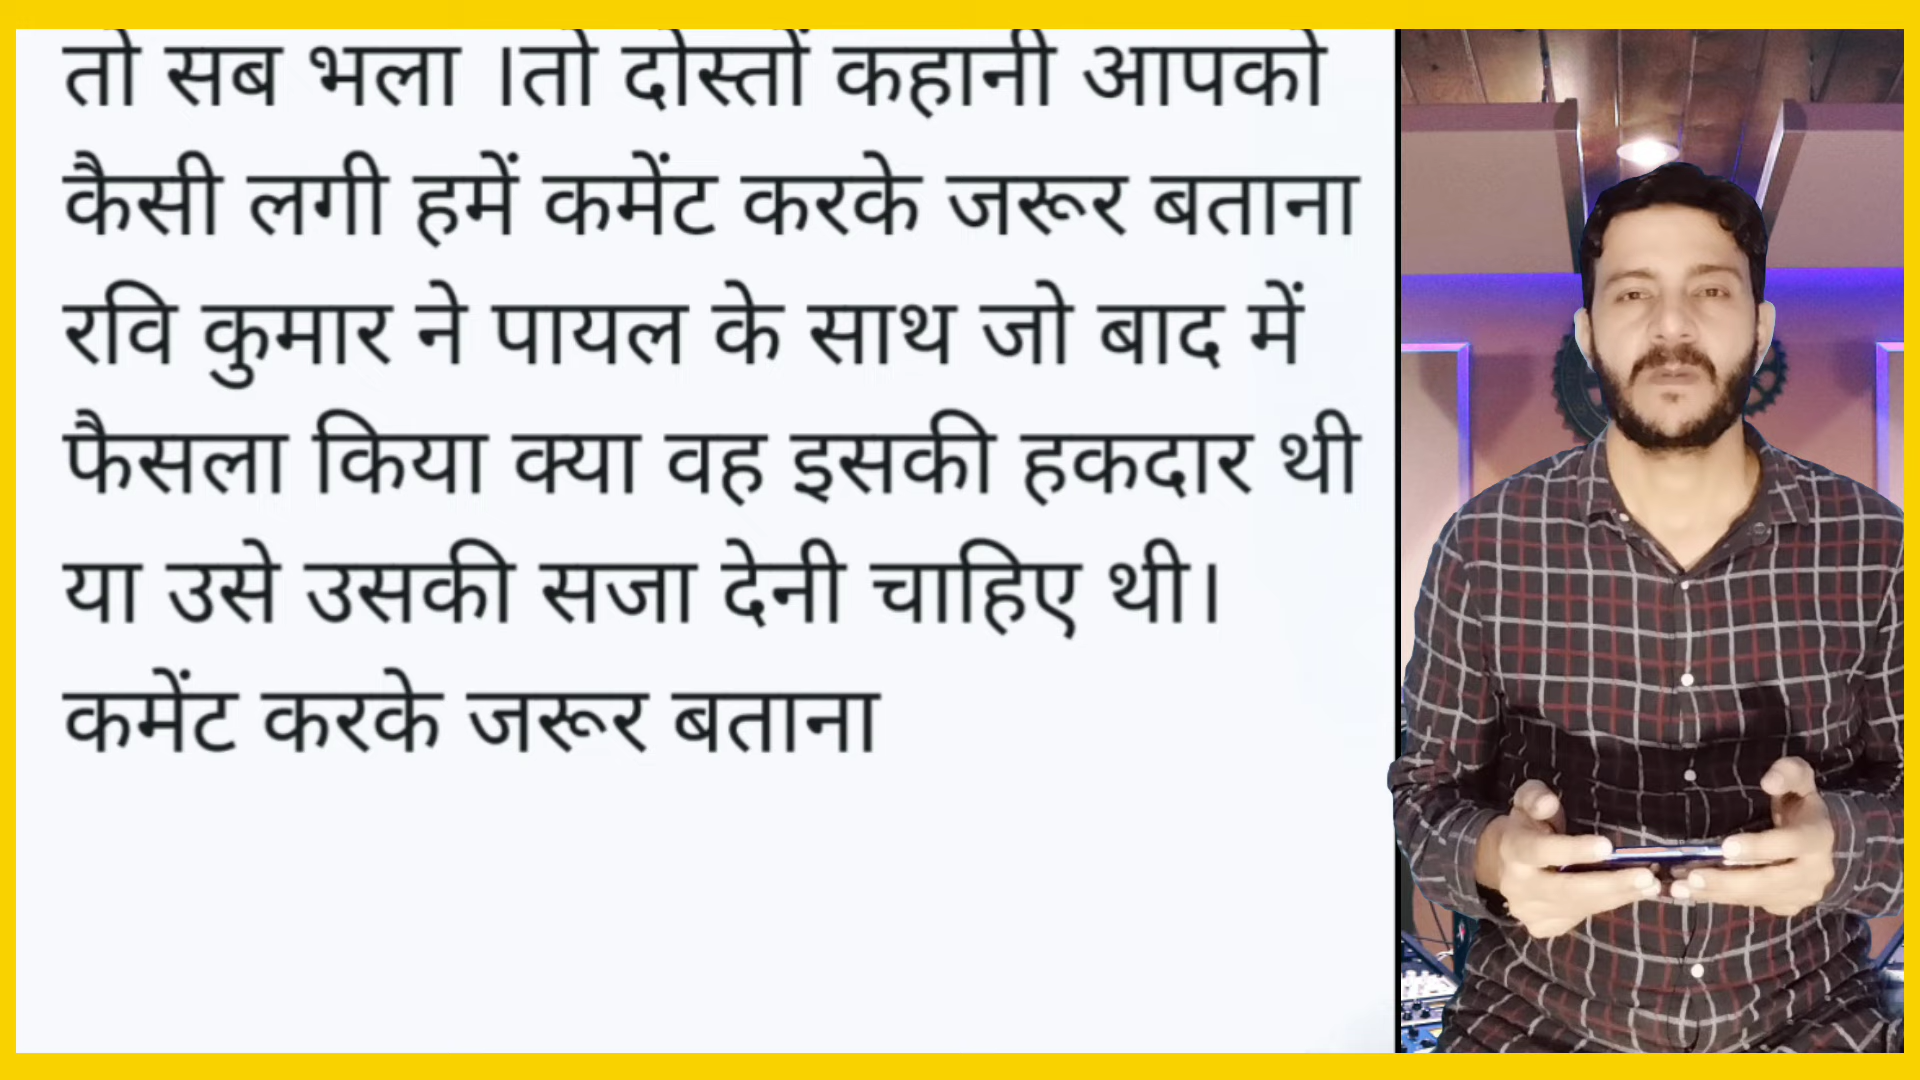 तो सब भला ।तो दोस्तों कहानी आपको
कैसी लगी हमें कमेंट करके जरूर बताना
रवि कुमार ने पायल के साथ जो बाद में
फैसला किया क्या वह इसकी हकदार थी
या उसे उसकी सजा देनी चाहिए थी।
कमेंट करके जरूर बताना